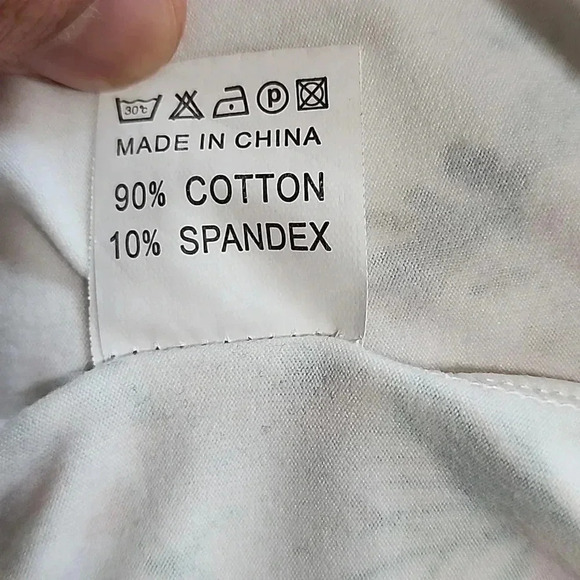 30°c P
MADE IN CHINA
90% COTTON
10% SPANDEX